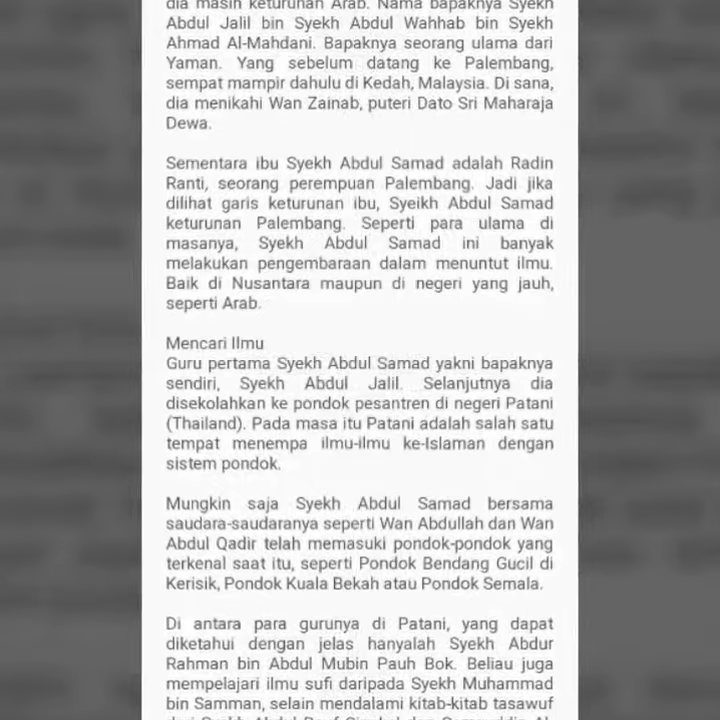 dia masih keturunan Arab. Nama bapaknya Syekh
Abdul Jalil bin Syekh Abdul Wahhab bin Syekh
Ahmad Al-Mahdani. Bapaknya seorang ulama dari
Yaman. Yang sebelum datang ke Palembang,
sempat mampir dahulu di Kedah, Malaysia. Di sana,
dia menikahi Wan Zainab, puteri Dato Sri Maharaja
Dewa.
Sementara ibu Syekh Abdul Samad adalah Radin
Ranti, seorang perempuan Palembang. Jadi jika
dilihat garis keturunan ibu, Syeikh Abdul Samad
keturunan Palembang. Seperti para ulama di
masanya, Syekh Abdul Samad ini banyak
melakukan pengembaraan dalam menuntut ilmu.
Baik di Nusantara maupun di negeri yang jauh,
seperti Arab.
Mencari Ilmu
Guru pertama Syekh Abdul Samad yakni bapaknya
sendiri, Syekh Abdul Jalil. Selanjutnya dia
disekolahkan ke pondok pesantren di negeri Patani
(Thailand). Pada masa itu Patani adalah salah satu
tempat menempa ilmu-ilmu ke-Islaman dengan
sistem pondok.
Mungkin saja Syekh Abdul Samad bersama
saudara-saudaranya seperti Wan Abdullah dan Wan
Abdul Qadir telah memasuki pondok-pondok yang
terkenal saat itu, seperti Pondok Bendang Gucil di
Kerisik, Pondok Kuala Bekah atau Pondok Semala.
Di antara para gurunya di Patani, yang dapat
diketahui dengan jelas hanyalah Syekh Abdur
Rahman bin Abdul Mubin Pauh Bok. Beliau juga
mempelajari ilmu sufi daripada Syekh Muhammad
bin Samman, selain mendalami kitab-kitab tasawuf